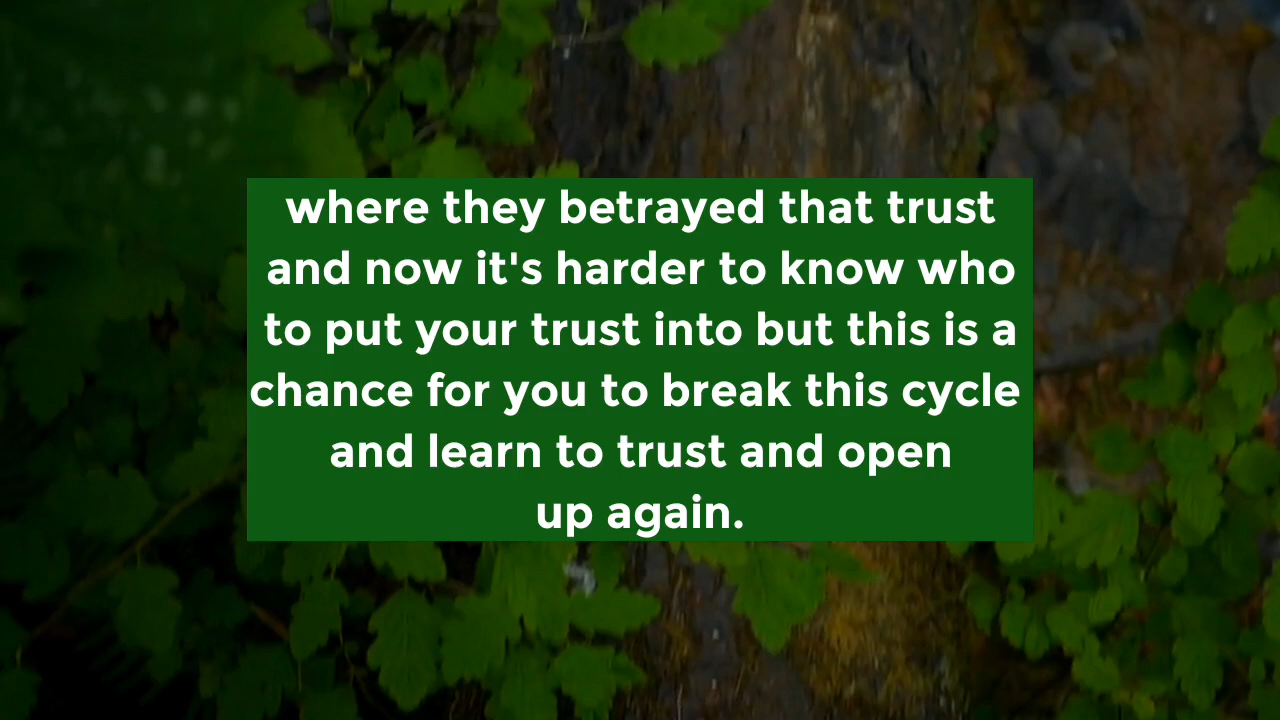 where they betrayed that trust
and now it's harder to know who
to put your trust into but this is a
chance for you to break this cycle
and learn to trust and open
up again.